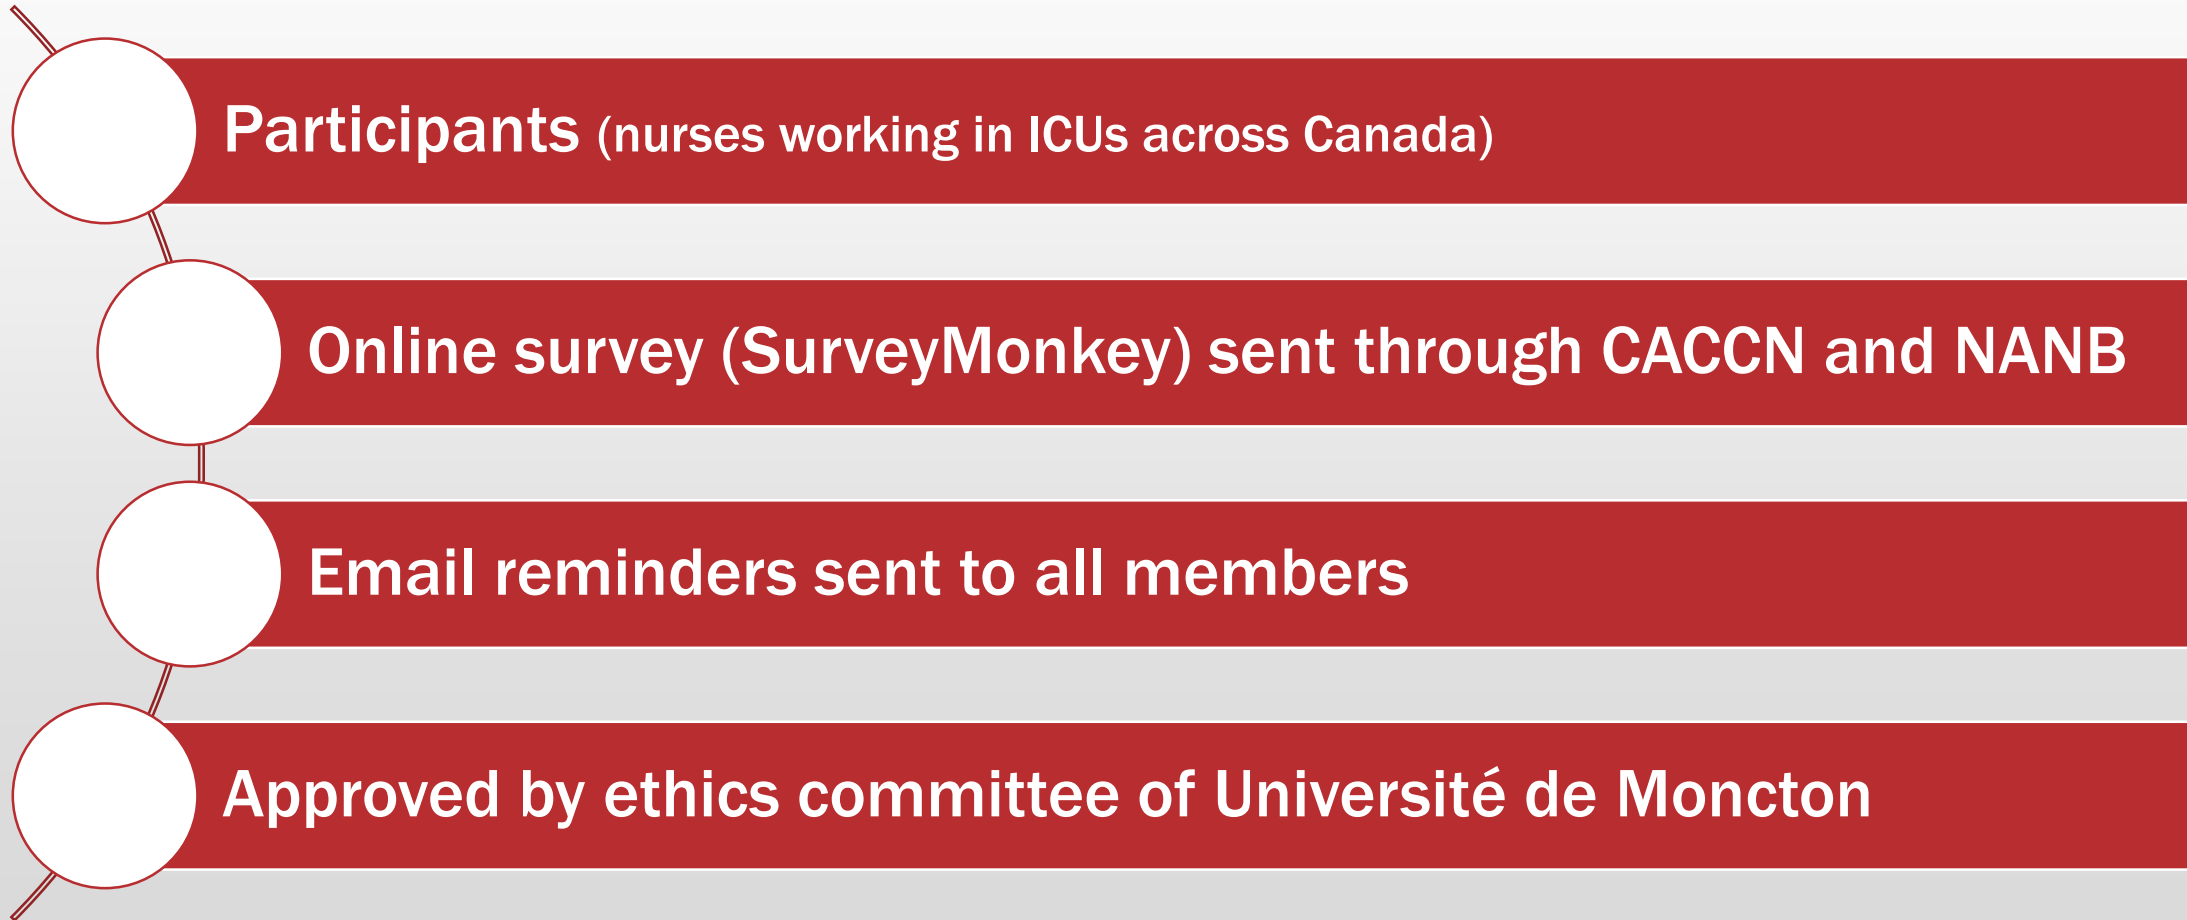 Participants (nurses working in ICUs across Canada)
Online survey (SurveyMonkey) sent through CACCN and NANB
Email reminders sent to all members
Approved by ethics committee of Université de Moncton